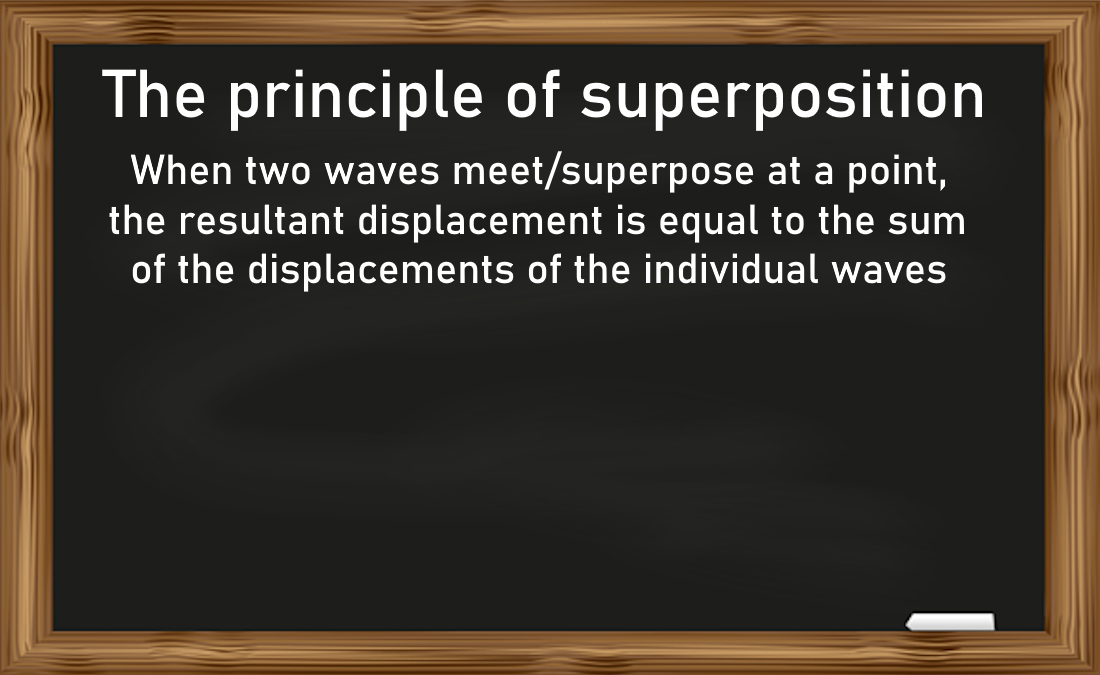 The principle of superposition
When two waves meet/superpose at a point,
the resultant displacement is equal to the sum
of the displacements of the individual waves